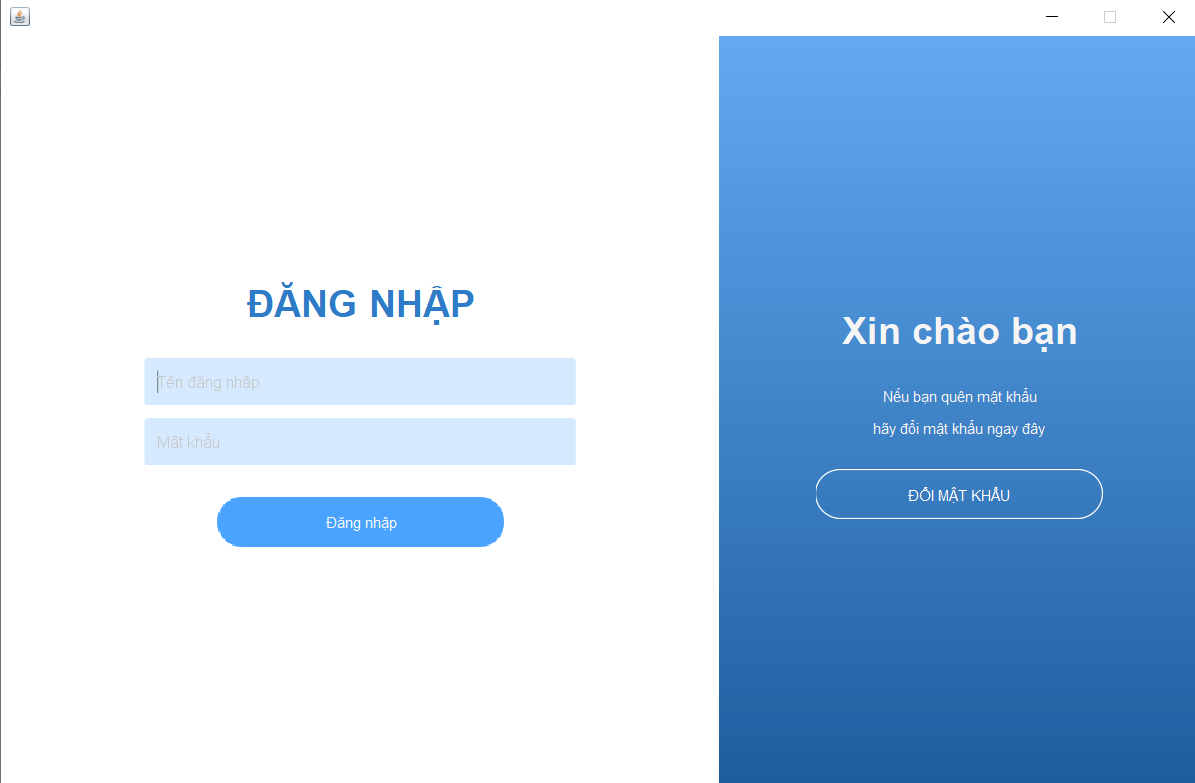 ĐĂNG NHẬP
Tên đăng nhập
Mật khẩu
Đăng nhập
Xin chào bạn
Nếu bạn quên mật khẩu
hãy đổi mật khẩu ngay đây
ĐỔI MẬT KHẨU